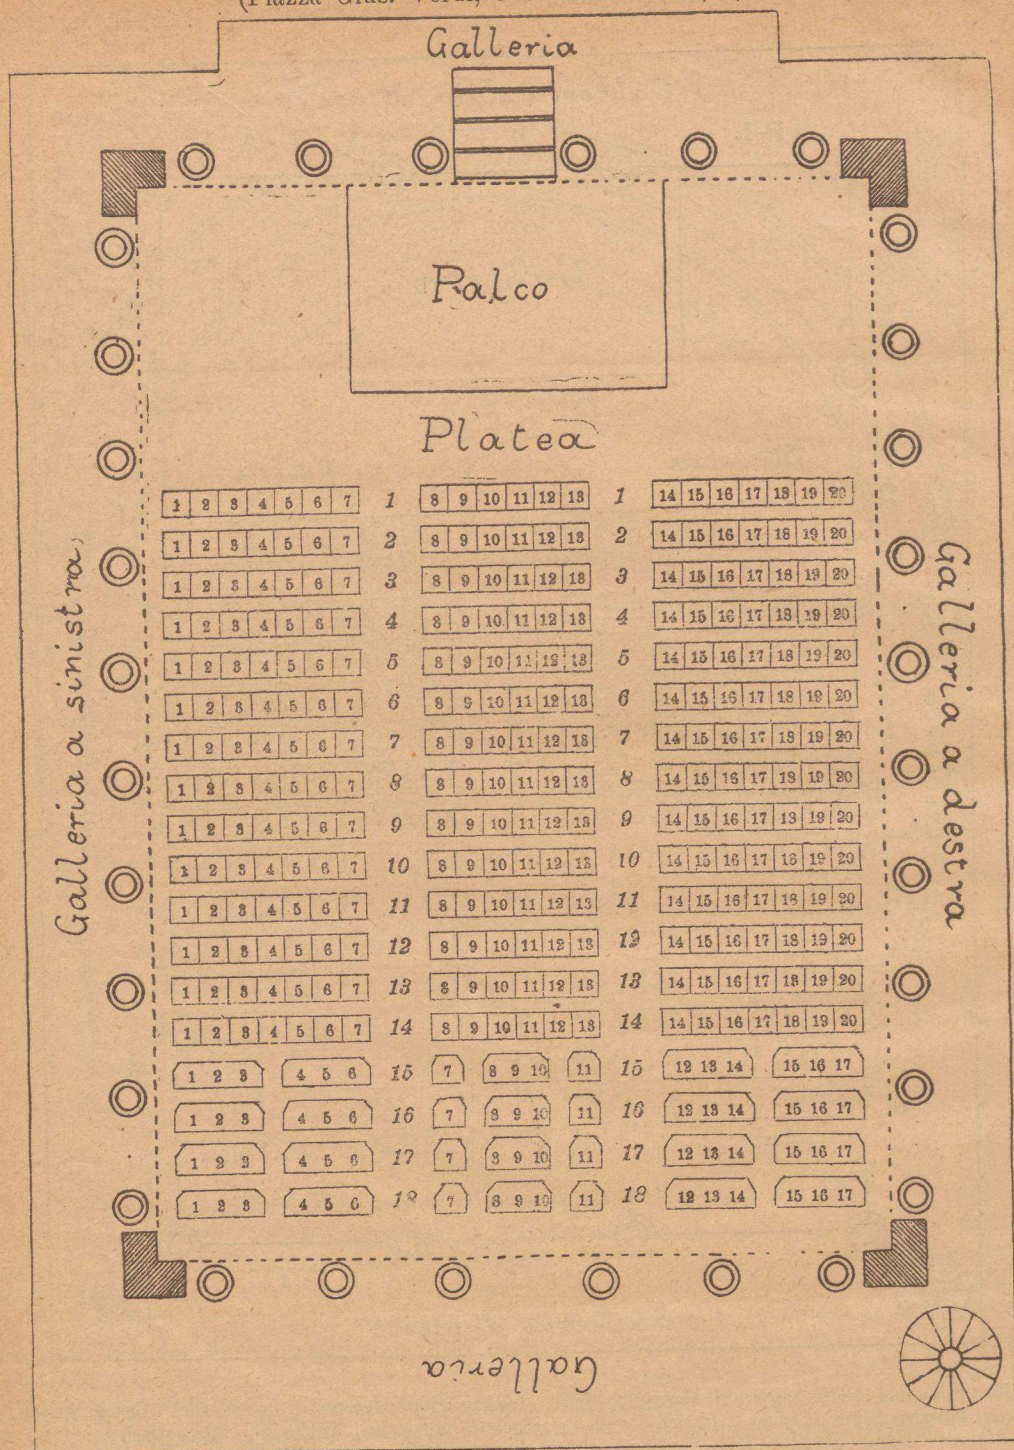 Galleria
Palco
Platea
Galleria a sinistra,
Galleria a destra
1 2 3 4 5 6 7 1 8 9 10 11 12 13 1 14 15 16 17 18 19 20
1 2 3 4 5 6 7 2 8 9 10 11 12 13 2 14 15 16 17 18 19 20
1 2 3 4 5 6 7 3 8 9 10 11 12 13 3 14 15 16 17 18 19 20
1 2 3 4 5 6 7 4 8 9 10 11 12 13 4 14 15 16 17 18 19 20
1 2 3 4 5 6 7 5 8 9 10 11 12 13 5 14 15 16 17 18 19 20
1 2 3 4 5 6 7 6 8 9 10 11 12 13 6 14 15 16 17 18 19 20
1 2 3 4 5 6 7 7 8 9 10 11 12 13 7 14 15 16 17 18 19 20
1 2 3 4 5 6 7 8 8 9 10 11 12 13 8 14 15 16 17 18 19 20
1 2 3 4 5 6 7 9 8 9 10 11 12 13 9 14 15 16 17 18 19 20
1 2 3 4 5 6 7 10 8 9 10 11 12 13 10 14 15 16 17 18 19 20
1 2 3 4 5 6 7 11 8 9 10 11 12 13 11 14 15 16 17 18 19 20
1 2 3 4 5 6 7 12 8 9 10 11 12 13 12 14 15 16 17 18 19 20
1 2 3 4 5 6 7 13 8 9 10 11 12 13 13 14 15 16 17 18 19 20
1 2 3 4 5 6 7 14 8 9 10 11 12 13 14 14 15 16 17 18 19 20
1 2 3 4 5 6 15 7 8 9 10 11 15 12 13 14 15 16 17
1 2 3 4 5 6 16 7 8 9 10 11 16 12 13 14 15 16 17
1 2 3 4 5 6 17 7 8 9 10 11 17 12 13 14 15 16 17
1 2 3 4 5 6 18 7 8 9 10 11 18 12 13 14 15 16 17
Galleria